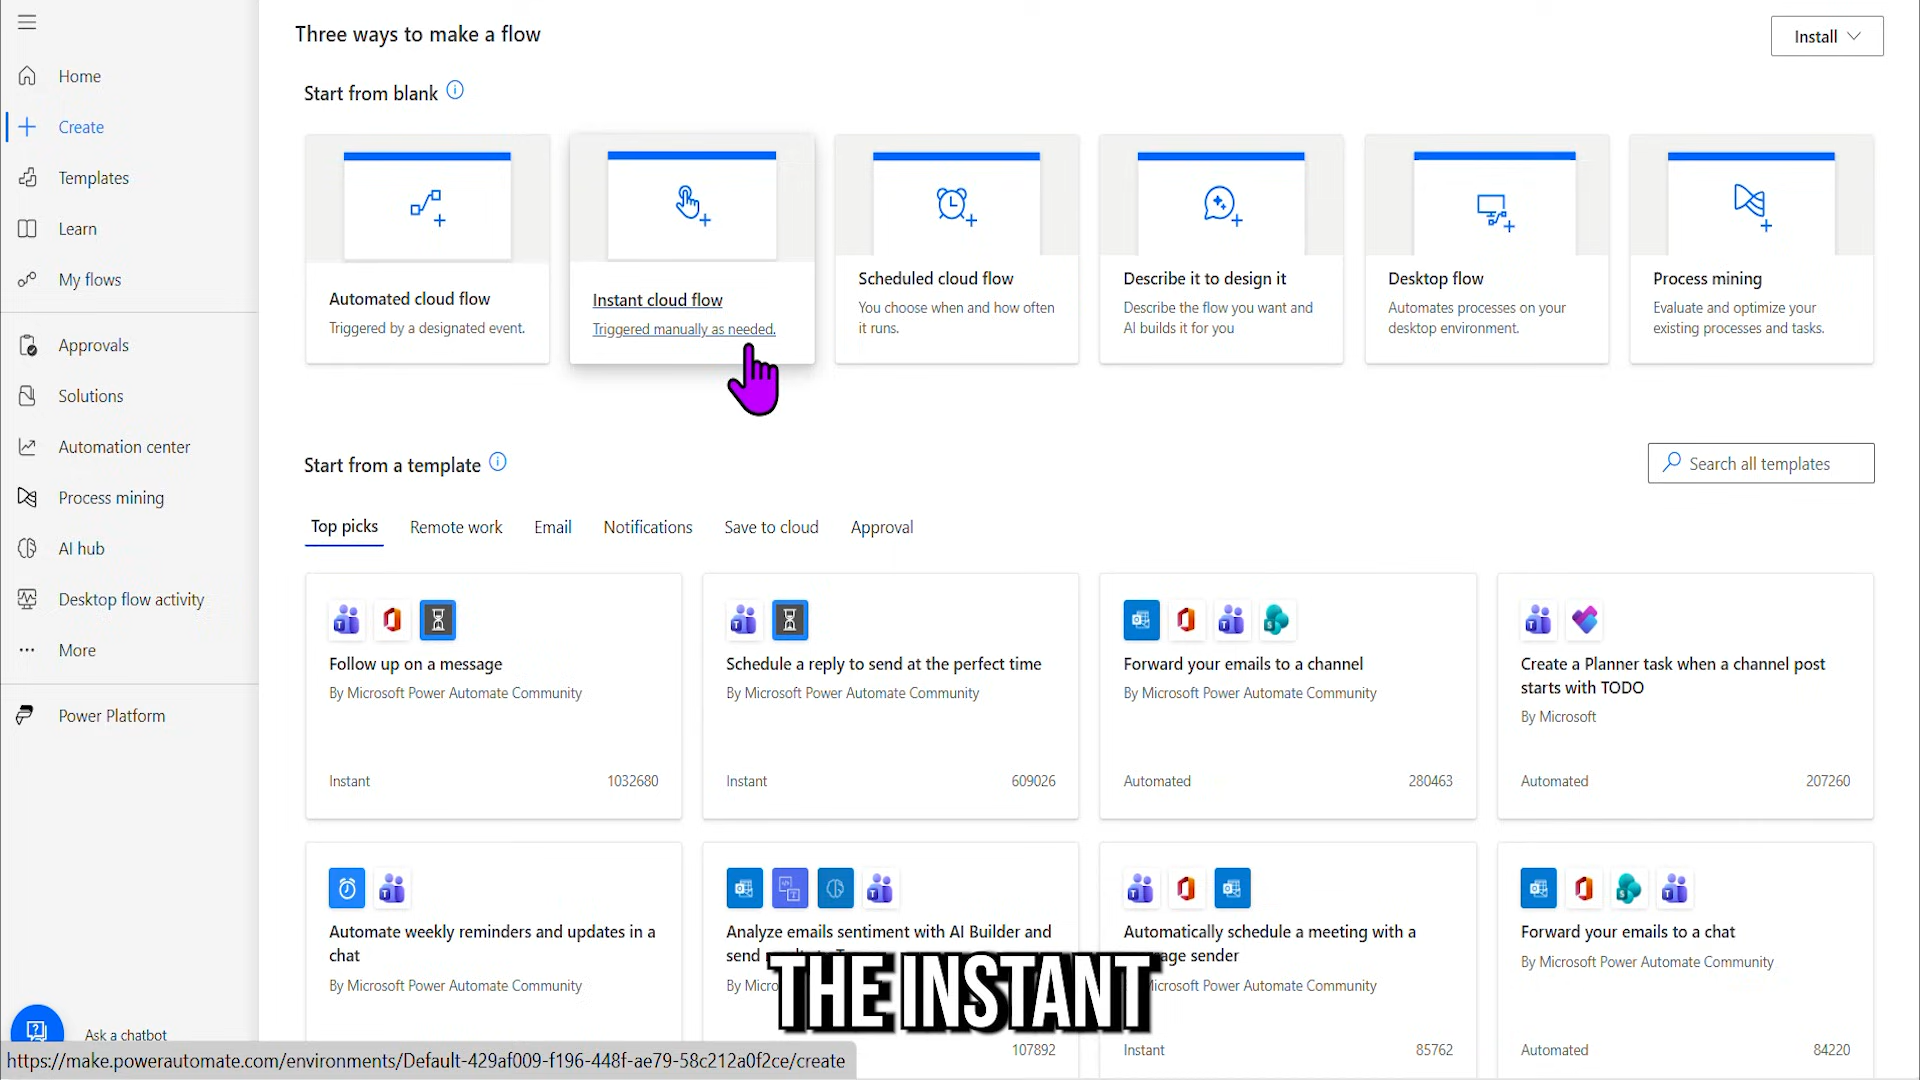 Three ways to make a flow
Install
Home
Create
Templates
Learn
My flows
Approvals
Solutions
Automation center
Process mining
AI hub
Desktop flow activity
More
Power Platform
Ask a chatbot
Start from blank
Automated cloud flow
Triggered by a designated event.
Instant cloud flow
Triggered manually as needed.
Scheduled cloud flow
You choose when and how often
it runs.
Describe it to design it
Describe the flow you want and
AI builds it for you
Desktop flow
Automates processes on your
desktop environment.
Process mining
Evaluate and optimize your
existing processes and tasks.
Start from a template
Search all templates
Top picks
Remote work
Email
Notifications
Save to cloud
Approval
Follow up on a message
By Microsoft Power Automate Community
Instant
1032680
Schedule a reply to send at the perfect time
By Microsoft Power Automate Community
Instant
609026
Forward your emails to a channel
By Microsoft Power Automate Community
Automated
280463
Create a Planner task when a channel post
starts with TODO
By Microsoft
Automated
207260
Automate weekly reminders and updates in a
chat
By Microsoft Power Automate Community
Analyze emails sentiment with AI Builder and
send
By
107892
Automatically schedule a meeting with a
sender
Microsoft Power Automate Community
Instant
85762
Forward your emails to a chat
By Microsoft Power Automate Community
Automated
84220
THE INSTANT
https://make.powerautomate.com/environments/Default-429af009-f196-448f-ae79-58c212a0f2ce/create